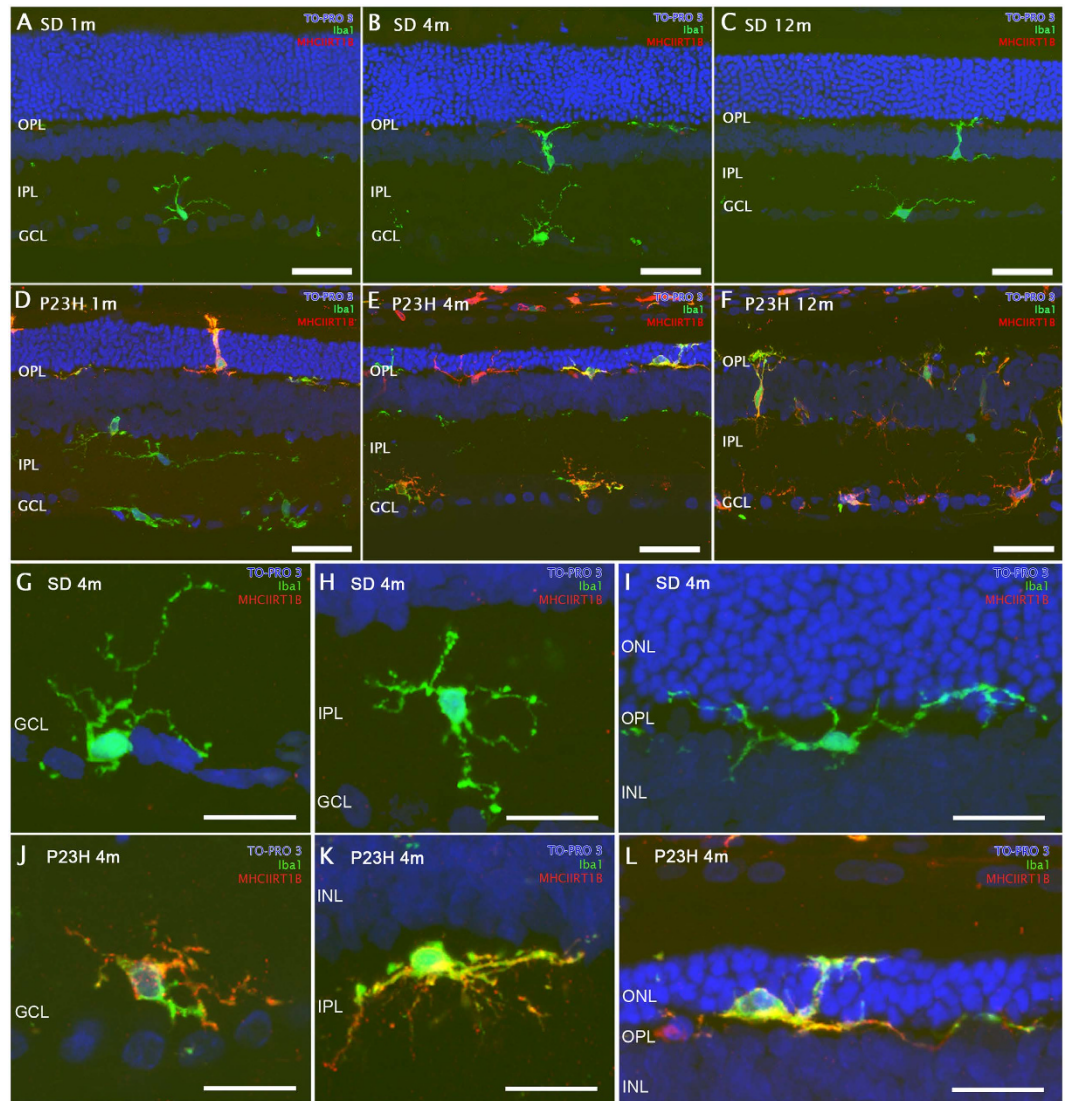 A SD 1m
TO-PRO 3
Iba1
MHCIIRT1B
OPL
IPL
GCL
B SD 4m
TO-PRO 3
Iba1
MHCIIRT1B
OPL
IPL
GCL
C SD 12m
TO-PRO 3
Iba1
MHCIIRT1B
OPL
IPL
GCL
D P23H 1m
TO-PRO 3
Iba1
MHCIIRT1B
OPL
IPL
GCL
E P23H 4m
TO-PRO 3
Iba1
MHCIIRT1B
OPL
IPL
GCL
F P23H 12m
TO-PRO 3
Iba1
MHCIIRT1B
OPL
IPL
GCL
G SD 4m
TO-PRO 3
Iba1
MHCIIRT1B
GCL
H SD 4m
TO-PRO 3
Iba1
MHCIIRT1B
IPL
GCL
I SD 4m
TO-PRO 3
Iba1
MHCIIRT1B
ONL
OPL
INL
J P23H 4m
TO-PRO 3
Iba1
MHCIIRT1B
GCL
K P23H 4m
TO-PRO 3
Iba1
MHCIIRT1B
INL
IPL
L P23H 4m
TO-PRO 3
Iba1
MHCIIRT1B
ONL
OPL
INL